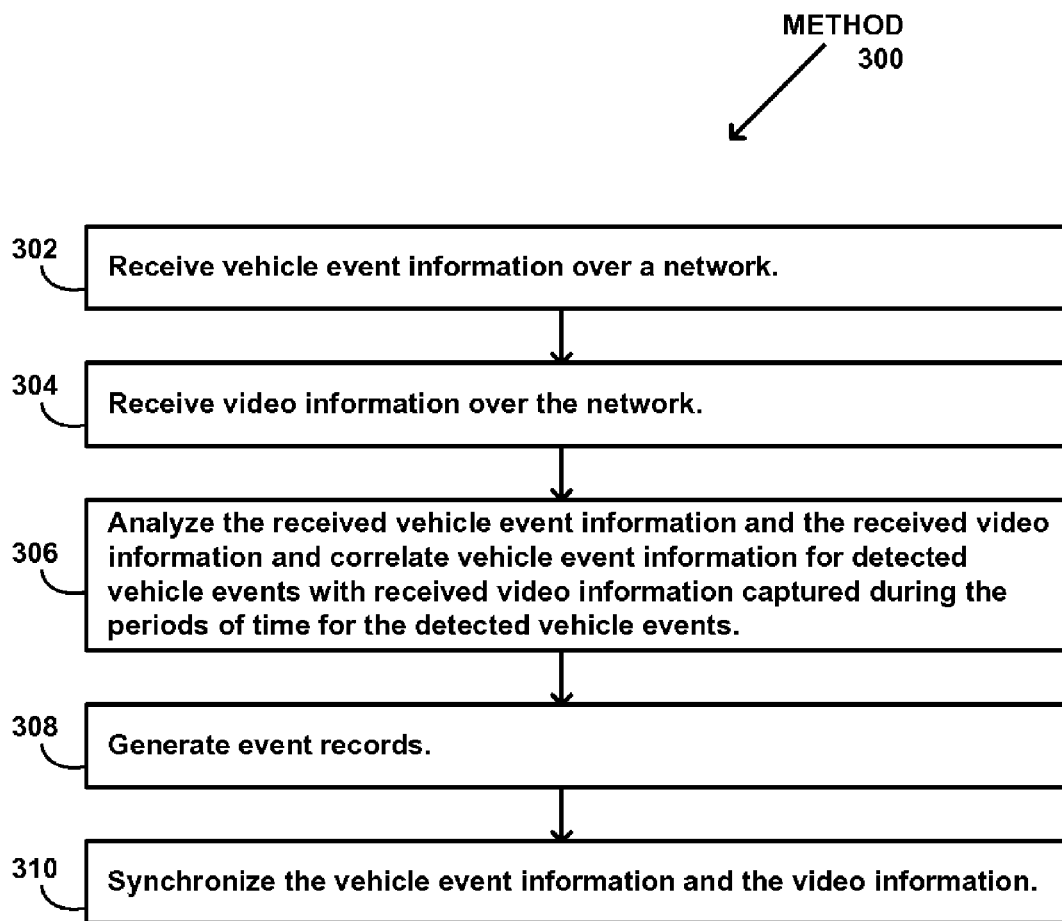 METHOD
300
302
Receive vehicle event information over a network.
304
Receive video information over the network.
306
Analyze the received vehicle event information and the received video
information and correlate vehicle event information for detected
vehicle events with received video information captured during the
periods of time for the detected vehicle events.
308
Generate event records.
310
Synchronize the vehicle event information and the video information.